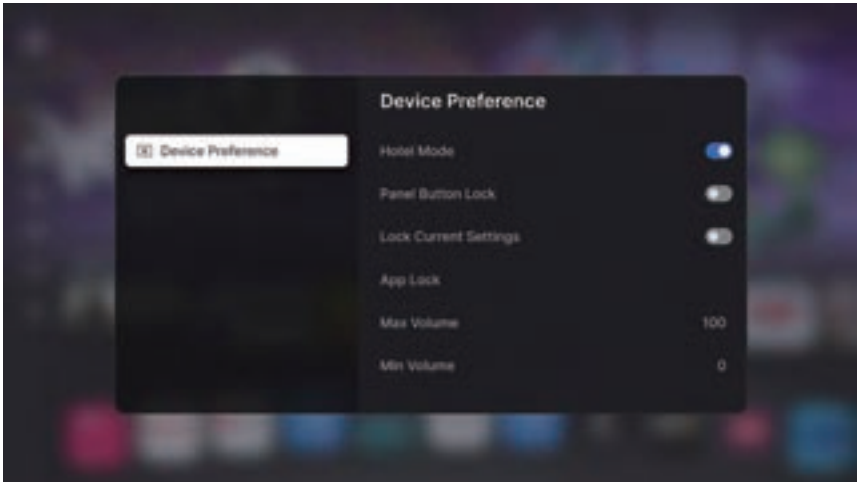 Device Preference
Device Preference
Hotel Mode
Panel Button Lock
Lock Current Settings
App Lock
Max Volume 100
Min Volume 0